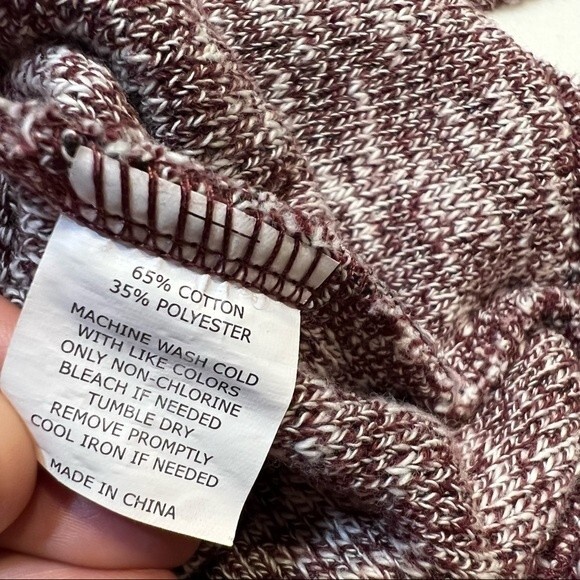 65% COTTON
35% POLYESTER
MACHINE WASH COLD
WITH LIKE COLORS
ONLY NON-CHLORINE
BLEACH IF NEEDED
TUMBLE DRY
REMOVE PROMPTLY
COOL IRON IF NEEDED
MADE IN CHINA